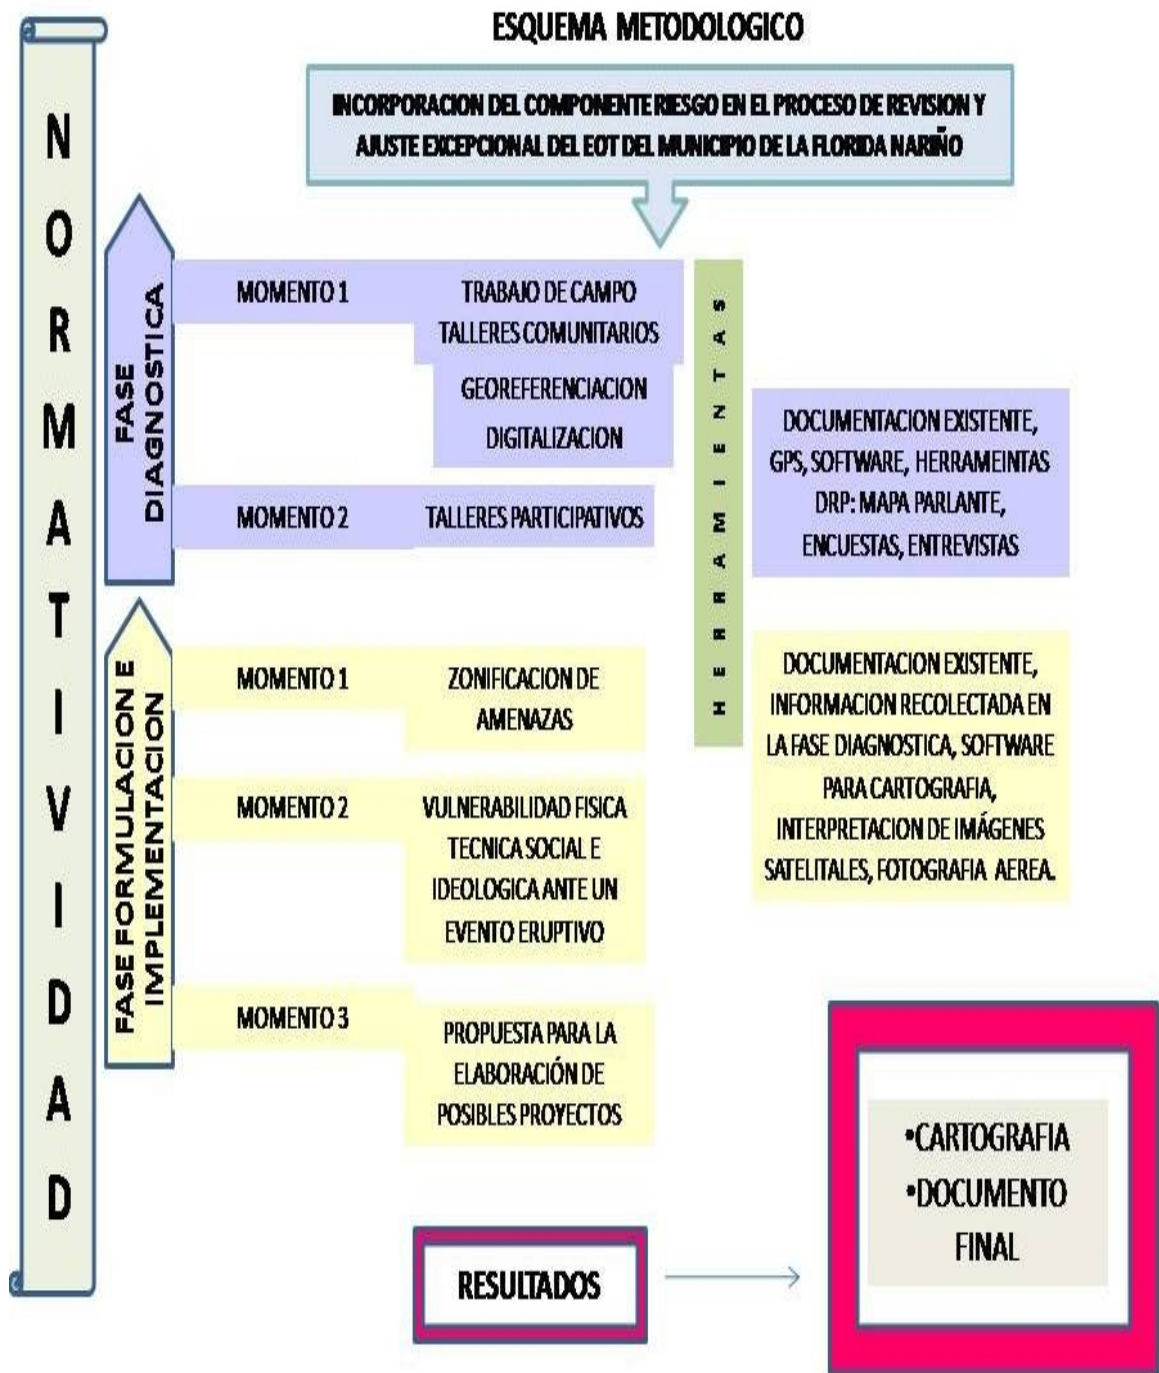 ESQUEMA METODOLOGICO
INCORPORACION DEL COMPONENTE RIESGO EN EL PROCESO DE REVISION Y
AJUSTE EXCEPCIONAL DEL EOT DEL MUNICIPIO DE LA FLORIDA NARIÑO
NORMATIVIDAD
FASE
DIAGNOSTICA
MOMENTO 1
TRABAJO DE CAMPO
TALLERES COMUNITARIOS
GEOREFERENCIACION
DIGITALIZACION
MOMENTO 2
TALLERES PARTICIPATIVOS
HERRAMIENTAS
DOCUMENTACION EXISTENTE,
GPS, SOFTWARE, HERRAMEINTAS
DRP: MAPA PARLANTE,
ENCUESTAS, ENTREVISTAS
FASE FORMULACION E
IMPLEMENTACION
MOMENTO 1
ZONIFICACION DE
AMENAZAS
MOMENTO 2
VULNERABILIDAD FISICA
TECNICA SOCIAL E
IDEOLOGICA ANTE UN
EVENTO ERUPTIVO
MOMENTO 3
PROPUESTA PARA LA
ELABORACIÓN DE
POSIBLES PROYECTOS
DOCUMENTACION EXISTENTE,
INFORMACION RECOLECTADA EN
LA FASE DIAGNOSTICA, SOFTWARE
PARA CARTOGRAFIA,
INTERPRETACION DE IMÁGENES
SATELITALES, FOTOGRAFIA AEREA.
RESULTADOS
•CARTOGRAFIA
•DOCUMENTO
FINAL